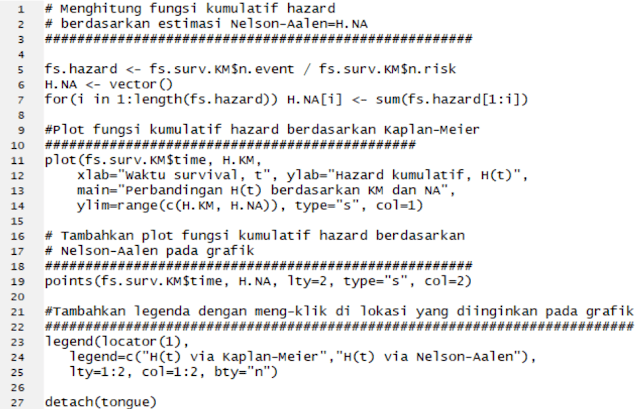 1 # Menghitung fungsi kumulatif hazard
2 # berdasarkan estimasi Nelson-Aalen=H.NA
3 ####################################################
4
5 fs.hazard <- fs.surv.KM$n.event / fs.surv.KM$n.risk
6 H.NA <- vector()
7 for(i in 1:length(fs.hazard)) H.NA[i] <- sum(fs.hazard[1:i])
8
9 #Plot fungsi kumulatif hazard berdasarkan Kaplan-Meier
10 #############################################
11 plot(fs.surv.KM$time, H.KM,
12 xlab="Waktu survival, t", ylab="Hazard kumulatif, H(t)",
13 main="Perbandingan H(t) berdasarkan KM dan NA",
14 ylim=range(c(H.KM, H.NA)), type="s", col=1)
15
16 # Tambahkan plot fungsi kumulatif hazard berdasarkan
17 # Nelson-Aalen pada grafik
18 ####################################################
19 points(fs.surv.KM$time, H.NA, lty=2, type="s", col=2)
20
21 #Tambahkan legenda dengan meng-klik di lokasi yang diinginkan pada grafik
22 ########################################################################
23 legend(locator(1),
24 legend=c("H(t) via Kaplan-Meier","H(t) via Nelson-Aalen"),
25 lty=1:2, col=1:2, bty="n")
26
27 detach(tongue)